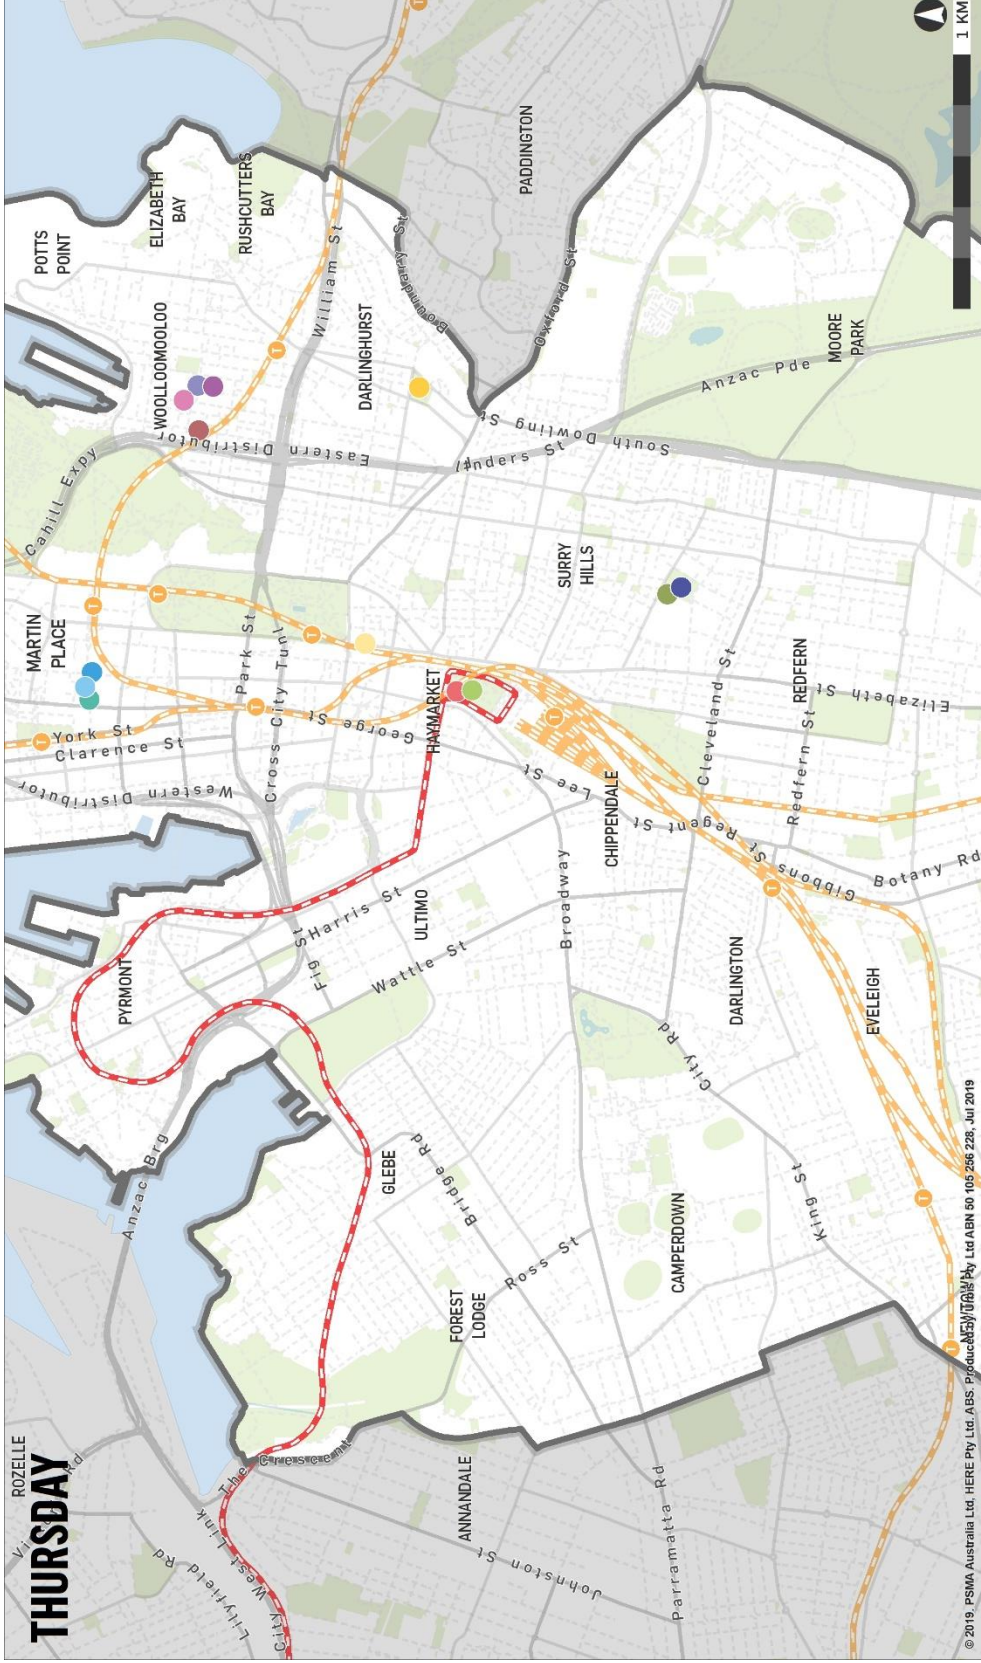 THURSDAY
ROZELLE
Lilyfield Rd
City West Link
The Crescent
ANNANDALE
Johnston St
Parramatta Rd
Anzac Brg
PYRMONT
GLEBE
Bridge Rd
FOREST
LODGE
Ross St
CAMPERDOWN
King St
City Rd
DARLINGTON
EVELEIGH
Fig St
Harris St
ULTIMO
Wattle St
Broadway
CHIPPENDALE
Western Distributor
York St
Clarence St
Cross City Tunl
Park St
George St
HAYMARKET
Lee St
Regent St
Gibbons St
Botany Rd
Redfern St
Cleveland St
REDFERN
Elizabeth St
MARTIN
PLACE
Cahill Expy
SURRY
HILLS
Eastern Distributor
Flinders St
South Dowling St
WOOLLOOMOOLOO
POTTS
POINT
ELIZABETH
BAY
RUSHCUTTERS
BAY
William St
DARLINGHURST
Boundary St
Oxford St
PADDINGTON
Anzac Pde
MOORE
PARK
T
T
T
T
T
T
T
T
T
T
T
1 KM
© 2019. PSMA Australia Ltd. HERE Pty Ltd. ABS. Produced by Urbis Pty Ltd ABN 50 105 256 228, Jul 2019